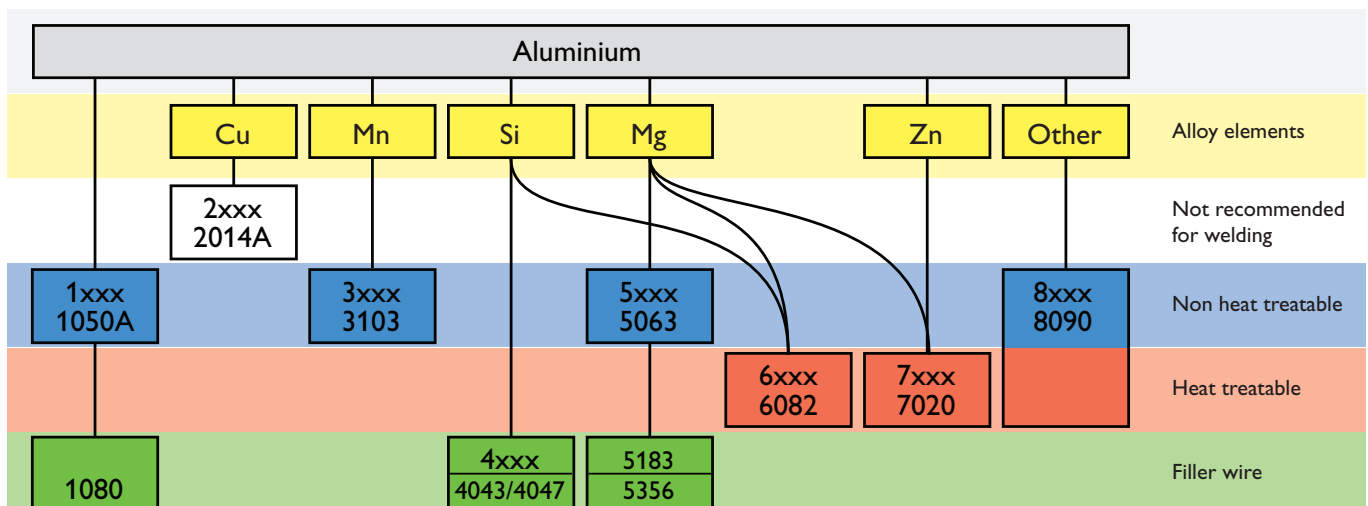 Aluminium
Cu
Mn
Si
Mg
Zn
Other
Alloy elements
2xxx
2014A
Not recommended
for welding
1xxx
1050A
3xxx
3103
5xxx
5063
8xxx
8090
Non heat treatable
6xxx
6082
7xxx
7020
Heat treatable
1080
4xxx
4043/4047
5183
5356
Filler wire